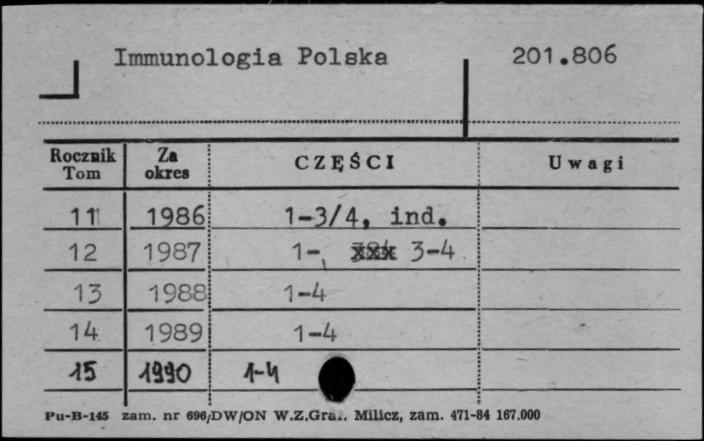 Immunologia Polska 201.806
Rocznik Tom Za okres CZĘŚCI Uwagi
11 1986 1-3/4, ind.
12 1987 1-, 3-4
13 1988 1-4
14 1989 1-4
15 1990 1-4
Pu-B-145 zam. nr 696/DW/ON W.Z.Graf. Milicz, zam. 471-84 167.000